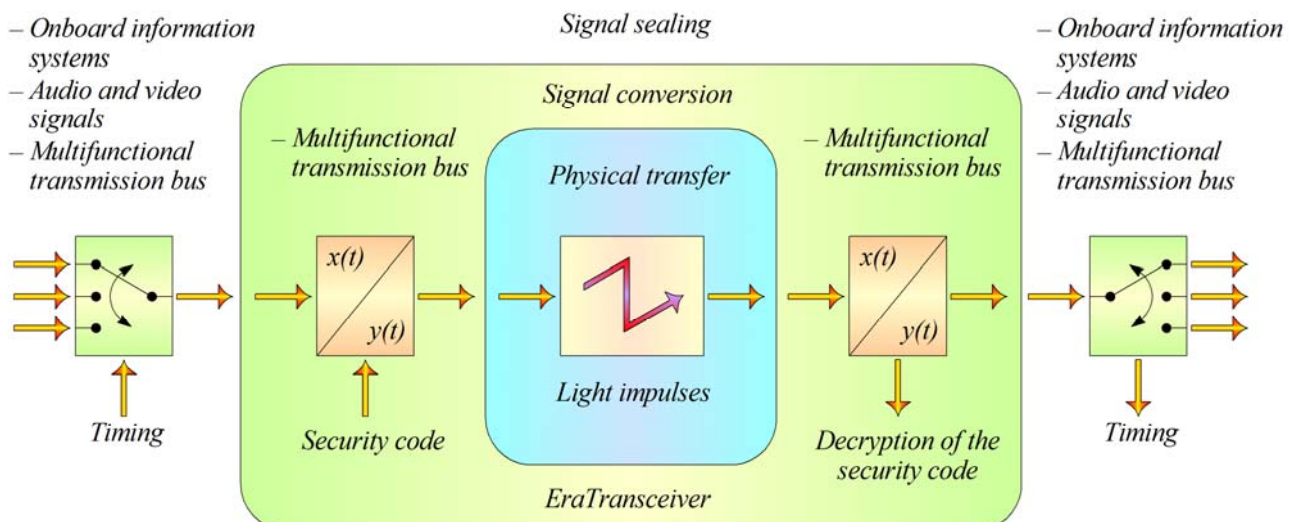 – Onboard information
systems
– Audio and video
signals
– Multifunctional
transmission bus
Signal sealing
Signal conversion
– Multifunctional
transmission bus
Physical transfer
– Multifunctional
transmission bus
– Onboard information
systems
– Audio and video
signals
– Multifunctional
transmission bus
x(t)
y(t)
x(t)
y(t)
Timing
Security code
Light impulses
Decryption of the
security code
Timing
EraTransceiver